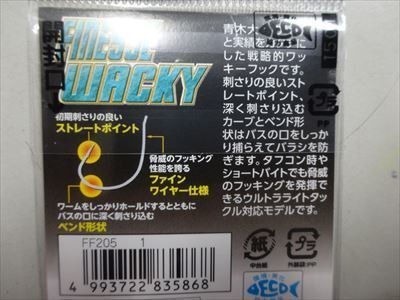 FINESSE
WACKY
開封口
初期刺さりの良い
ストレートポイント
脅威のフッキング
性能を誇る
ファイン
ワイヤー仕様
ワームをしっかりホールドするとともに
バスの口に深く刺さり込む
ベンド形状
青木大
と実績を
した戦略的ワッ
キーフックです。
刺さりの良いスト
レートポイント、
深く刺さり込む
カーブとベンド形
状はバスの口をしっか
り捕らえてバラシを防
ぎます。タフコン時や
ショートバイトでも脅威
のフッキングを発揮でき
るウルトラライトタッ
クル対応モデルです。
プラ
PP
FF205 1
4 993722 835868
紙
中台紙
プラ
外装袋:PP